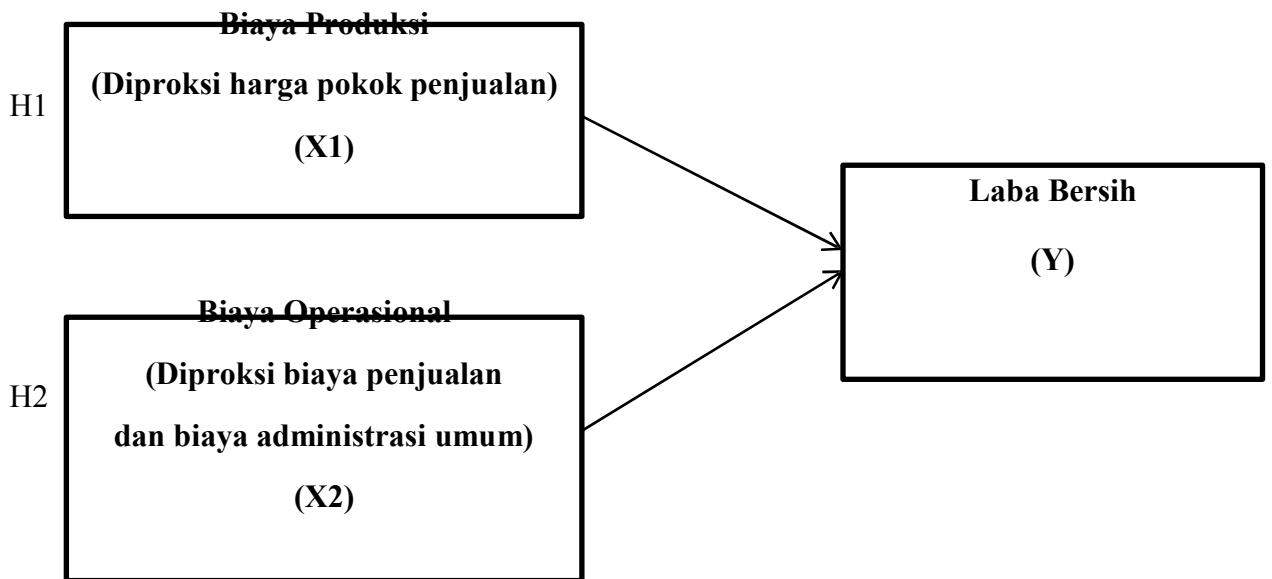 Biaya Produksi
(Diproksi harga pokok penjualan)
H1
(X1)
Laba Bersih
(Y)
Biaya Operasional
(Diproksi biaya penjualan
H2
dan biaya administrasi umum)
(X2)